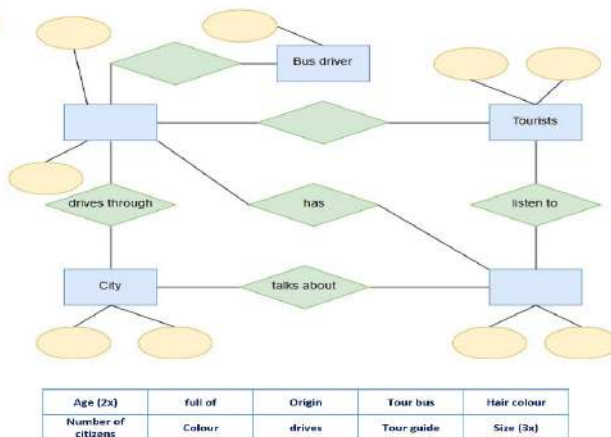 Bus driver
Tourists
drives through
has
listen to
City
talks about
Age (2x)
full of
Origin
Tour bus
Hair colour
Number of
citizens
Colour
drives
Tour guide
Size (3x)